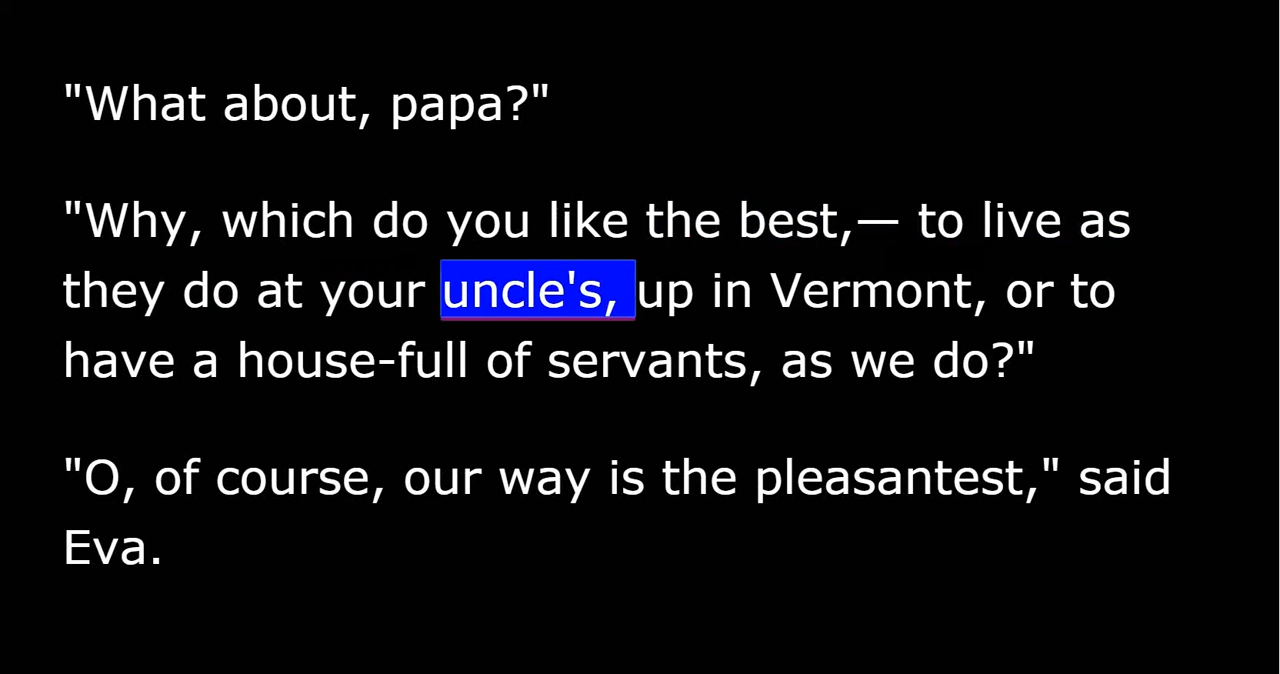 "What about, papa?"
"Why, which do you like the best,— to live as
they do at your uncle's, up in Vermont, or to
have a house-full of servants, as we do?"
"O, of course, our way is the pleasantest," said
Eva.